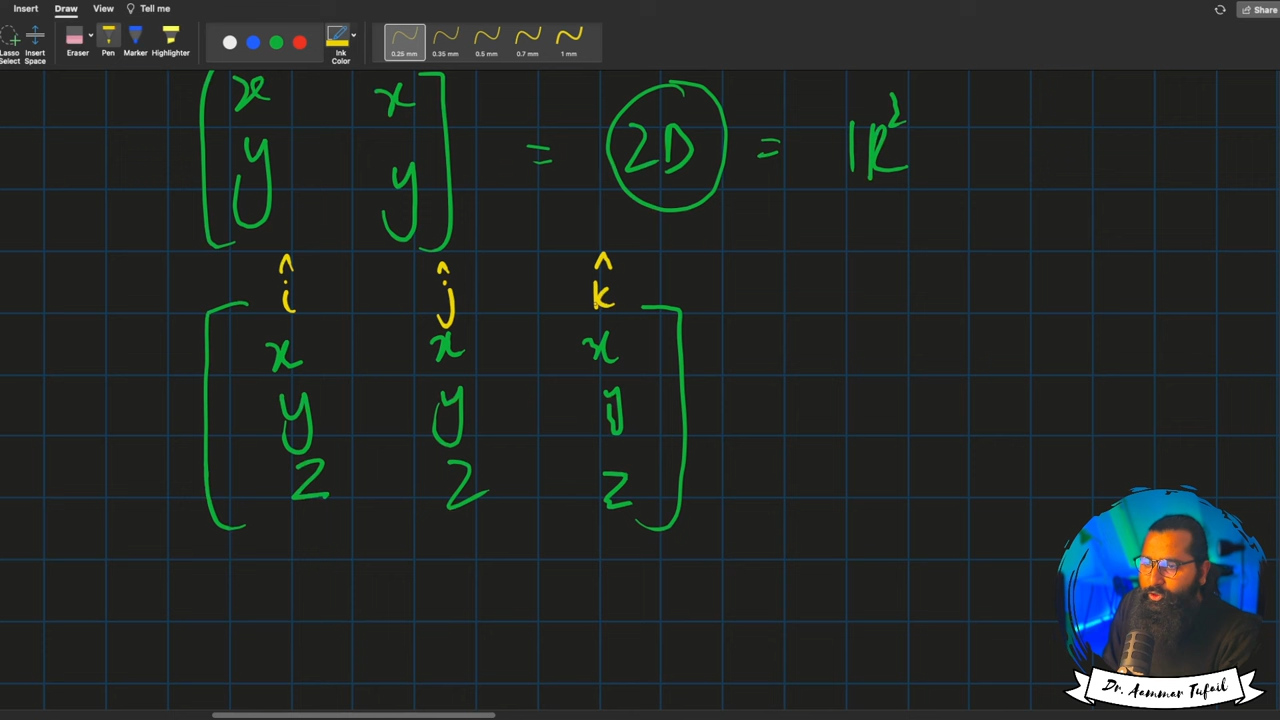 Insert Draw View Tell me
Share
Lasso Select
Insert Space
Eraser
Pen
Marker
Highlighter
Ink Color
0.25 mm
0.35 mm
0.5 mm
0.7 mm
1 mm
x x
y y
= 2D = ℝ²
î ĵ k̂
x x x
y y y
z z z
Dr. Aammar Tufail